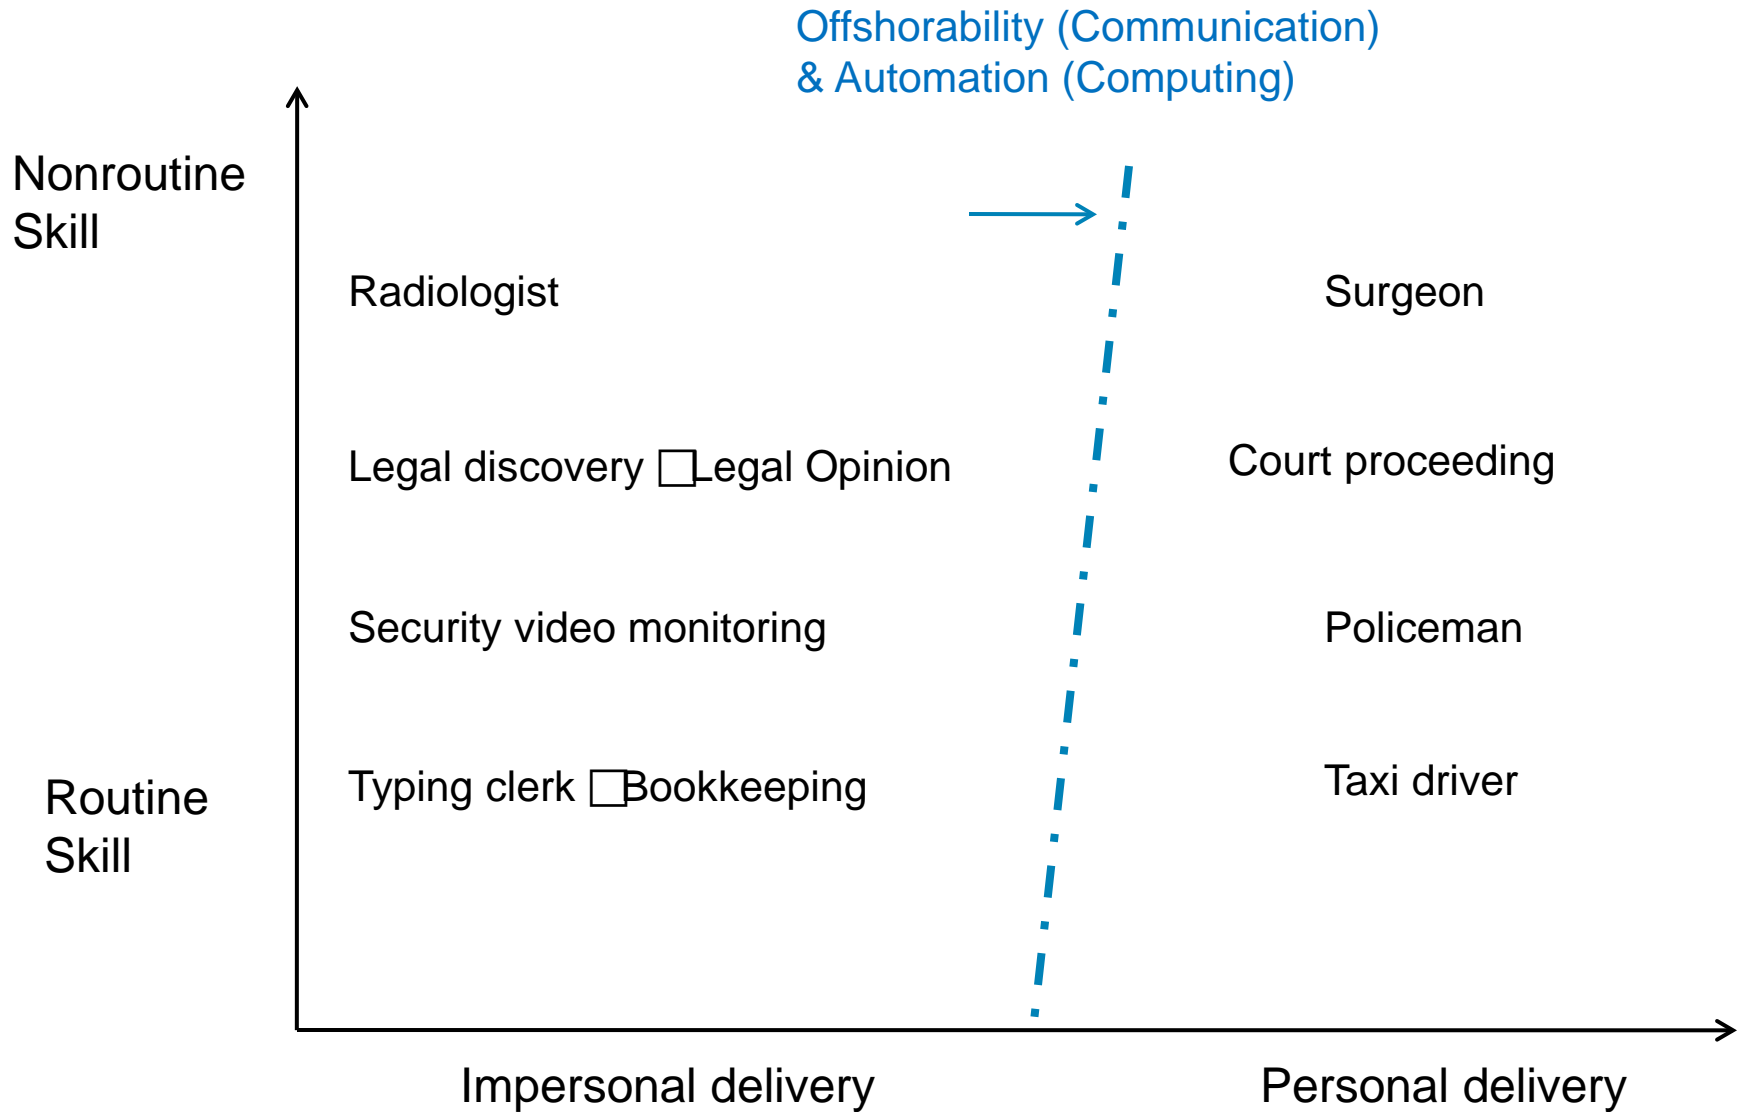 Offshorability (Communication)
& Automation (Computing)
Nonroutine
Skill
Radiologist
Surgeon
Legal discovery □Legal Opinion
Court proceeding
Security video monitoring
Policeman
Typing clerk □Bookkeeping
Taxi driver
Routine
Skill
Impersonal delivery
Personal delivery